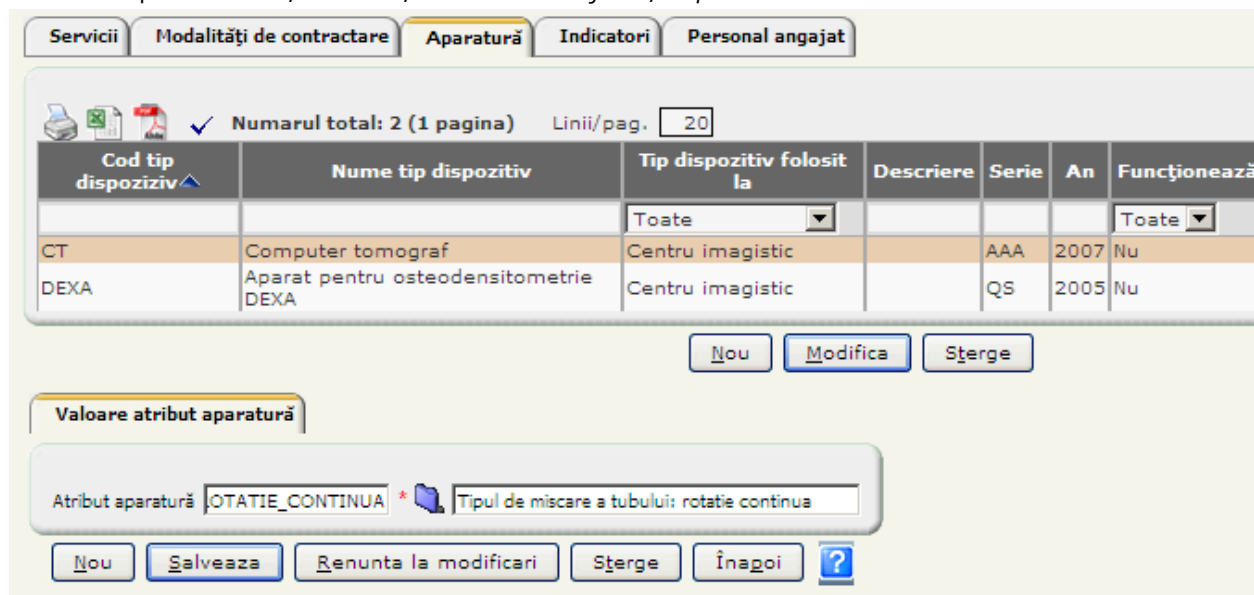 Servicii Modalităţi de contractare Aparatură Indicatori Personal angajat
Numarul total: 2 (1 pagina) Linii/pag. 20
Cod tip dispoziziv Nume tip dispozitiv Tip dispozitiv folosit la Descriere Serie An Funcţionează
Toate Toate
CT Computer tomograf Centru imagistic AAA 2007 Nu
DEXA Aparat pentru osteodensitometrie DEXA Centru imagistic QS 2005 Nu
Nou Modifica Sterge
Valoare atribut aparatură
Atribut aparatură OTATIE_CONTINUA * Tipul de miscare a tubului: rotatie continua
Nou Salveaza Renunta la modificari Sterge Înapoi ?